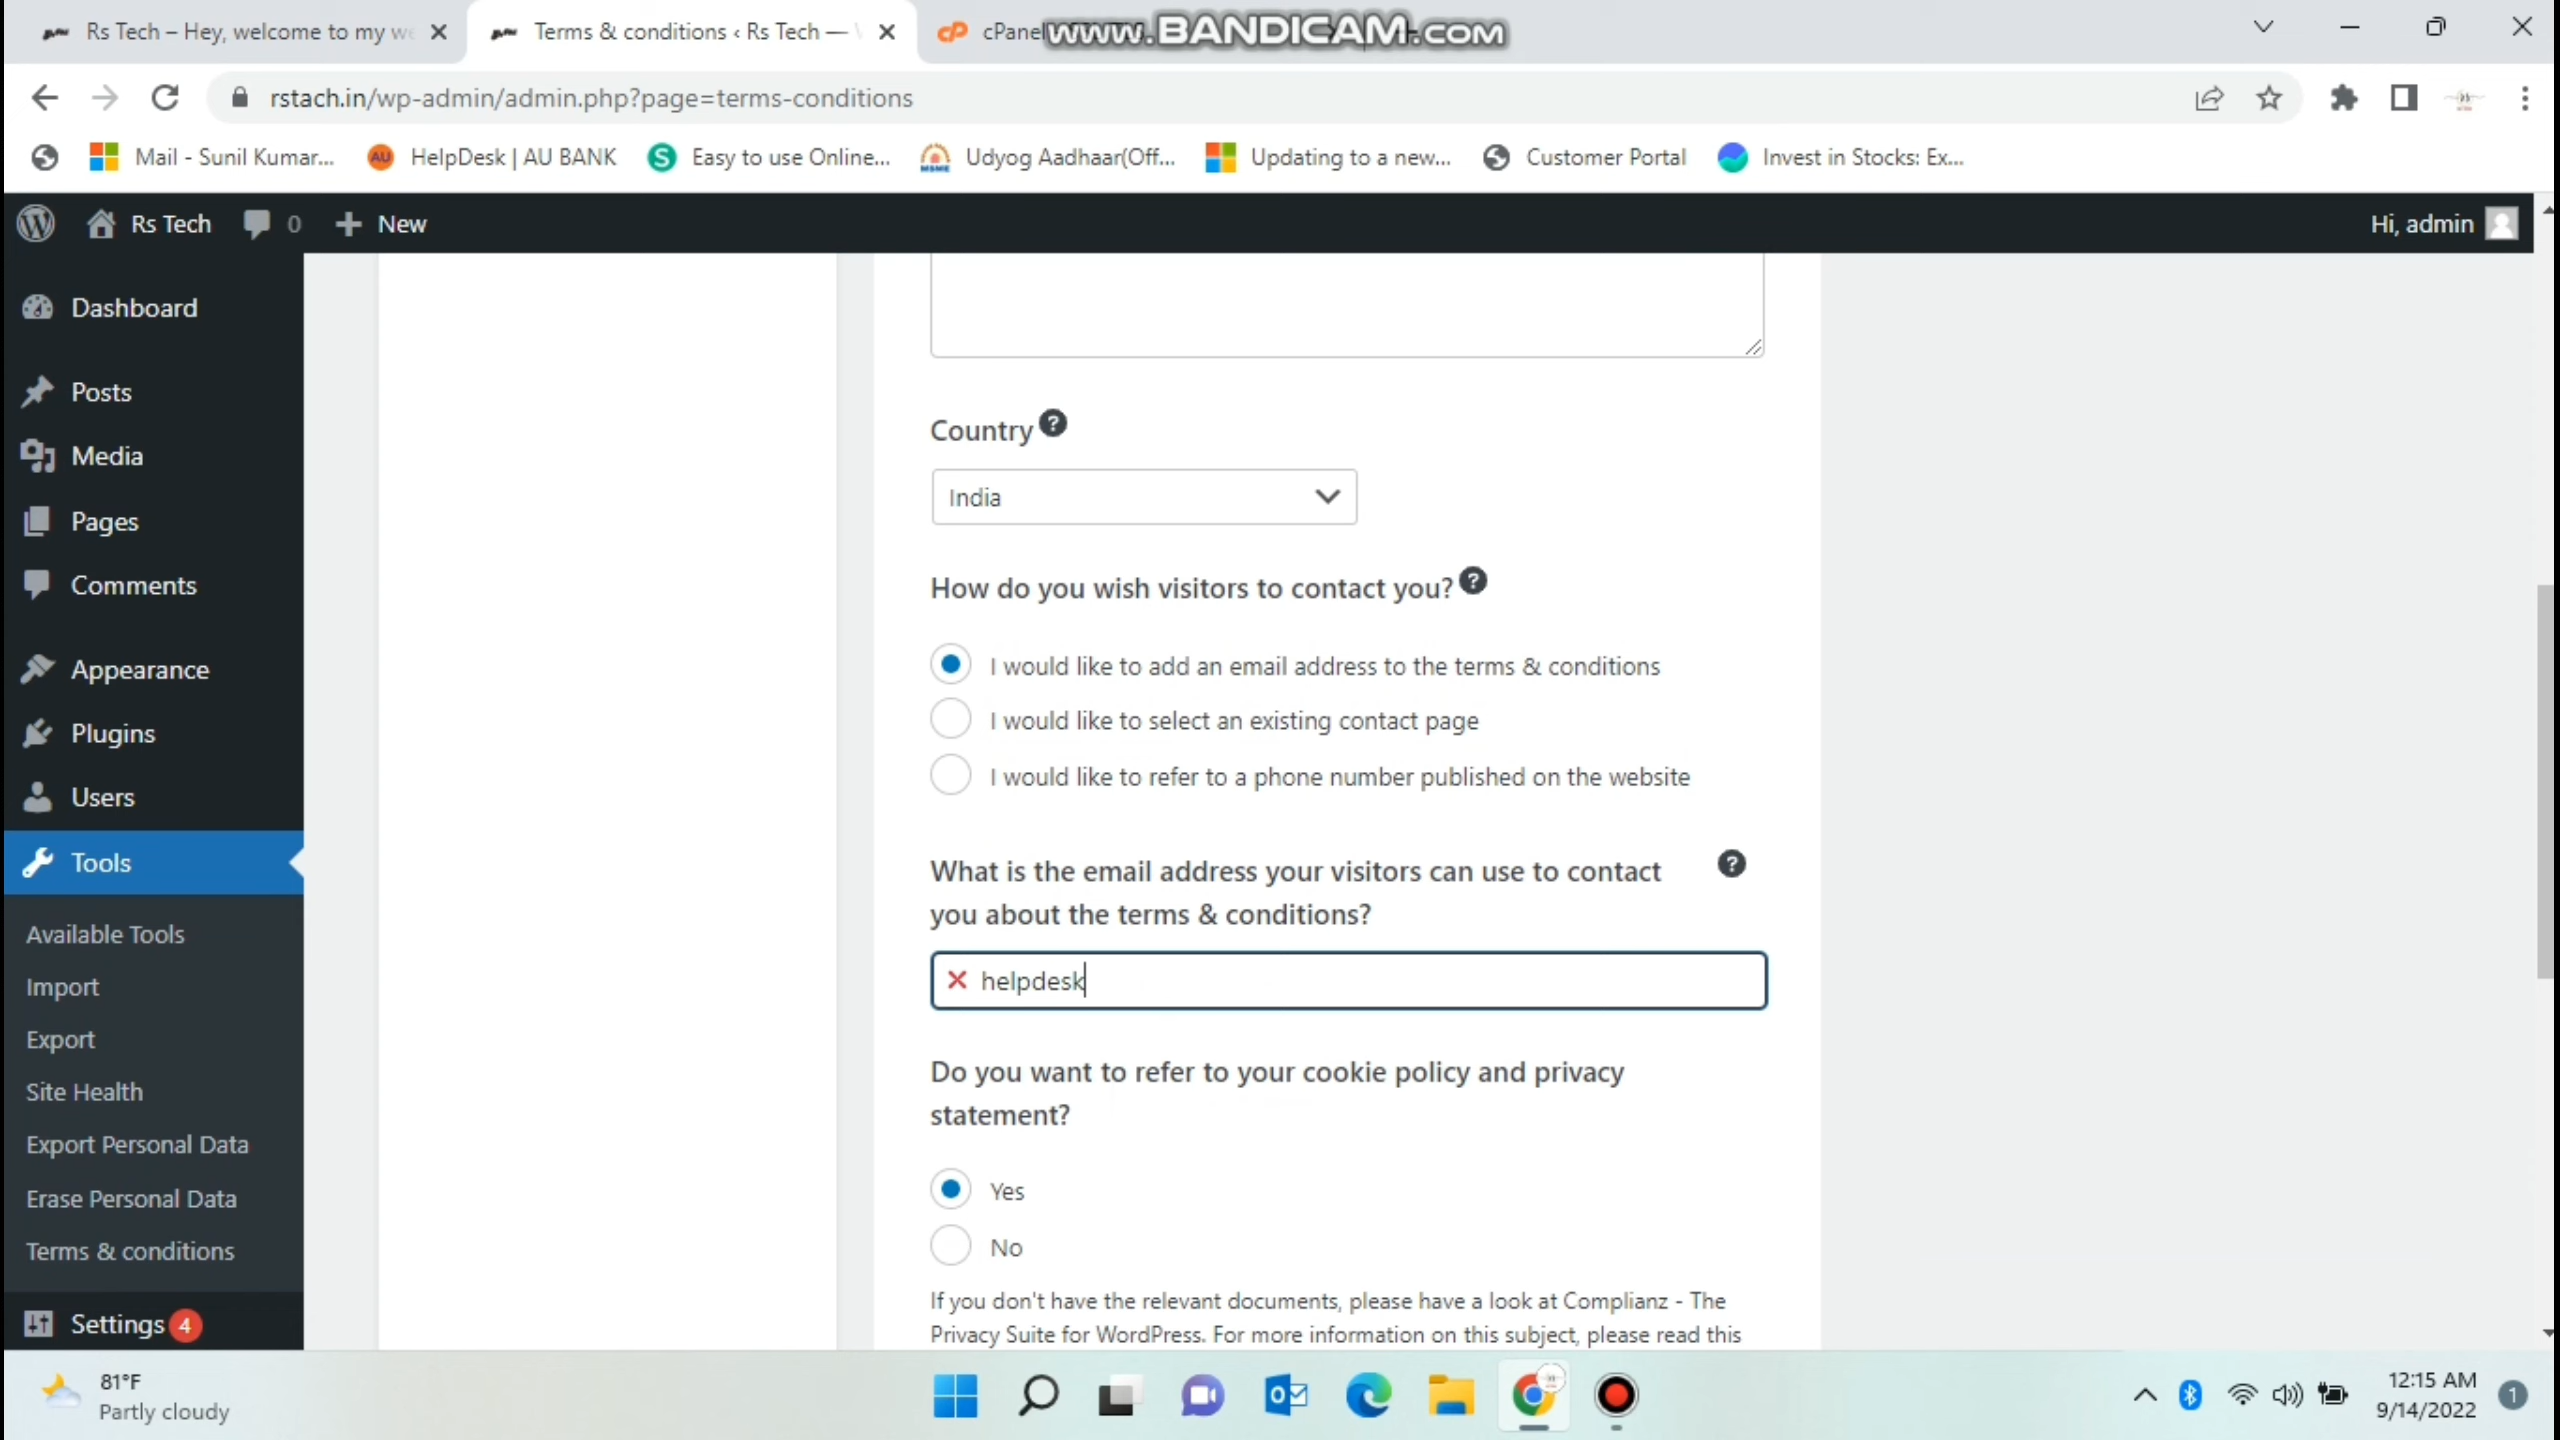 Rs Tech – Hey, welcome to my we
Terms & conditions ‹ Rs Tech — W
cPanel
www.BANDICAM.com
rstach.in/wp-admin/admin.php?page=terms-conditions
Mail - Sunil Kumar...
HelpDesk | AU BANK
Easy to use Online...
Udyog Aadhaar(Off...
Updating to a new...
Customer Portal
Invest in Stocks: Ex...
Rs Tech
0
New
Hi, admin
Dashboard
Posts
Media
Pages
Comments
Appearance
Plugins
Users
Tools
Available Tools
Import
Export
Site Health
Export Personal Data
Erase Personal Data
Terms & conditions
Settings 4
Country ?
India
How do you wish visitors to contact you? ?
I would like to add an email address to the terms & conditions
I would like to select an existing contact page
I would like to refer to a phone number published on the website
What is the email address your visitors can use to contact ?
you about the terms & conditions?
helpdesk
Do you want to refer to your cookie policy and privacy
statement?
Yes
No
If you don't have the relevant documents, please have a look at Complianz - The
Privacy Suite for WordPress. For more information on this subject, please read this
81°F
Partly cloudy
12:15 AM
9/14/2022
1